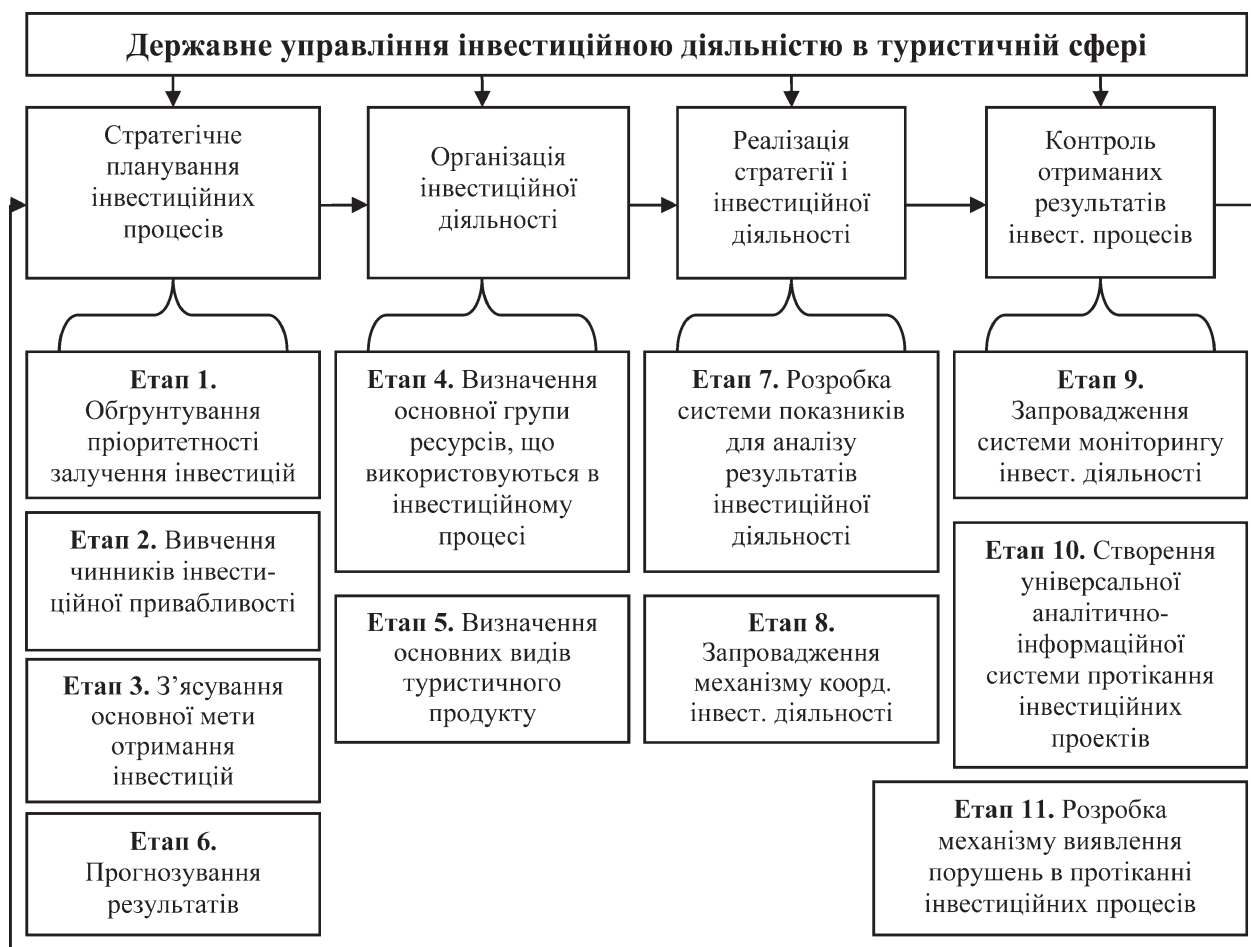 Державне управління інвестиційною діяльністю в туристичній сфері
Стратегічне
планування
інвестиційних
процесів
Організація
інвестиційної
діяльності
Реалізація
стратегії і
інвестиційної
діяльності
Контроль
отриманих
результатів
інвест. процесів
Етап 1.
Обґрунтування
пріоритетності
залучення інвестицій
Етап 2. Вивчення
чинників інвести-
ційної привабливості
Етап 3. З’ясування
основної мети
отримання
інвестицій
Етап 6.
Прогнозування
результатів
Етап 4. Визначення
основної групи
ресурсів, що
використовуються в
інвестиційному
процесі
Етап 5. Визначення
основних видів
туристичного
продукту
Етап 7. Розробка
системи показників
для аналізу
результатів
інвестиційної
діяльності
Етап 8.
Запровадження
механізму коорд.
інвест. діяльності
Етап 9.
Запровадження
системи моніторингу
інвест. діяльності
Етап 10. Створення
універсальної
аналітично-
інформаційної
системи протікання
інвестиційних
проектів
Етап 11. Розробка
механізму виявлення
порушень в протіканні
інвестиційних процесів